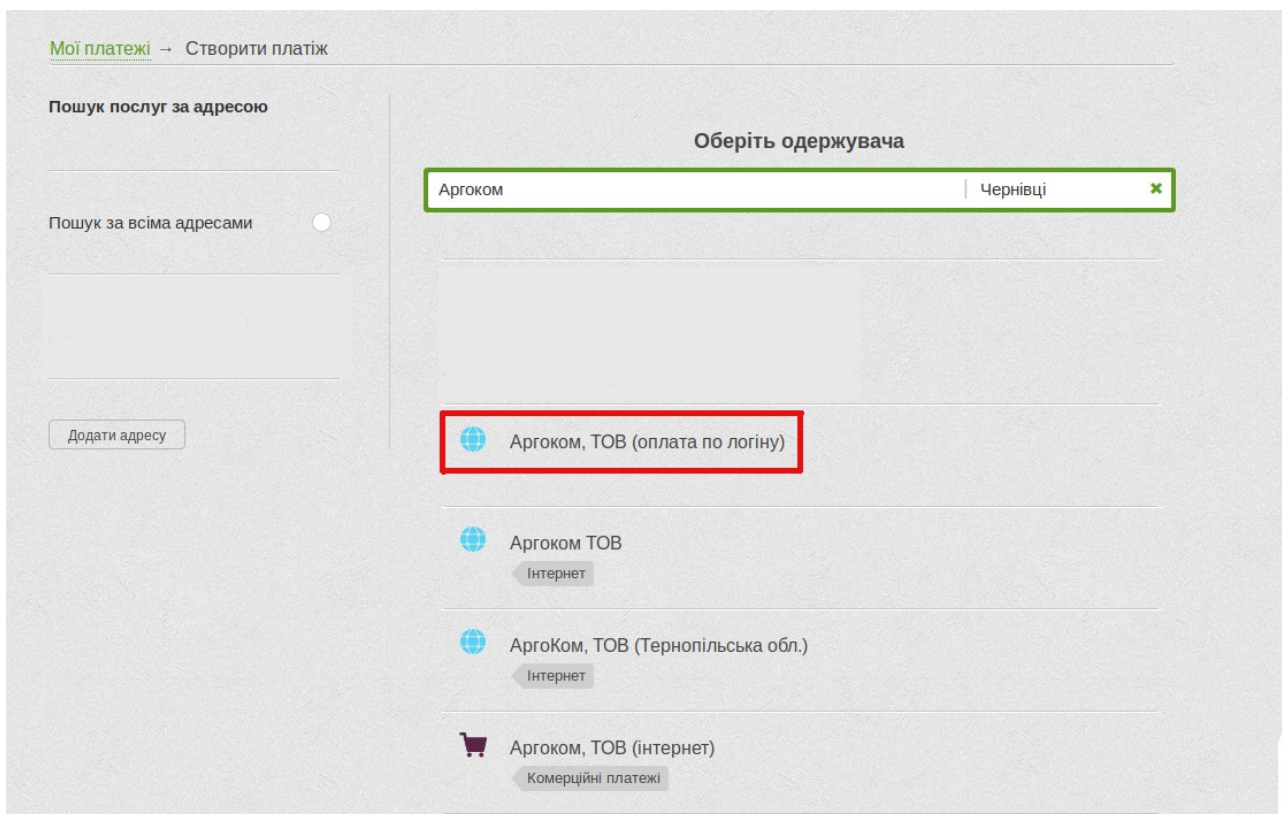 Мої платежі → Створити платіж
Пошук послуг за адресою
Пошук за всіма адресами
Додати адресу
Оберіть одержувача
Аргоком | Чернівці ✖
Аргоком, ТОВ (оплата по логіну)
Аргоком ТОВ
Інтернет
АргоКом, ТОВ (Тернопільська обл.)
Інтернет
Аргоком, ТОВ (інтернет)
Комерційні платежі